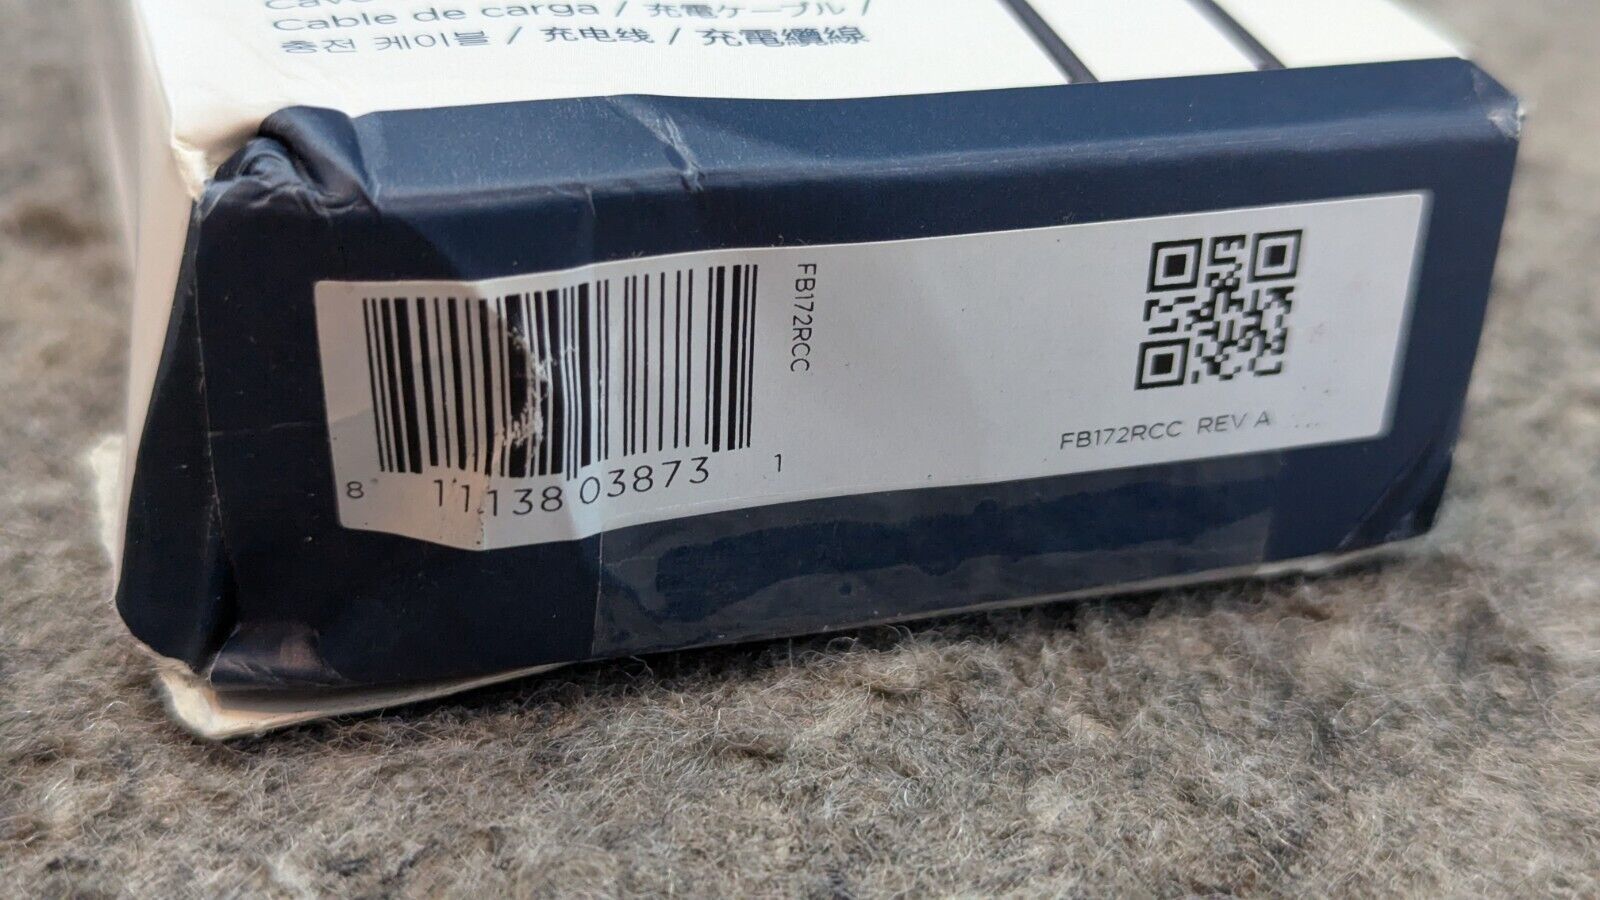 Cable de carga / 充電ケーブル /
충전 케이블 / 充电线 / 充電纜線
FB172RCC
8 11138 03873 1
FB172RCC REV A